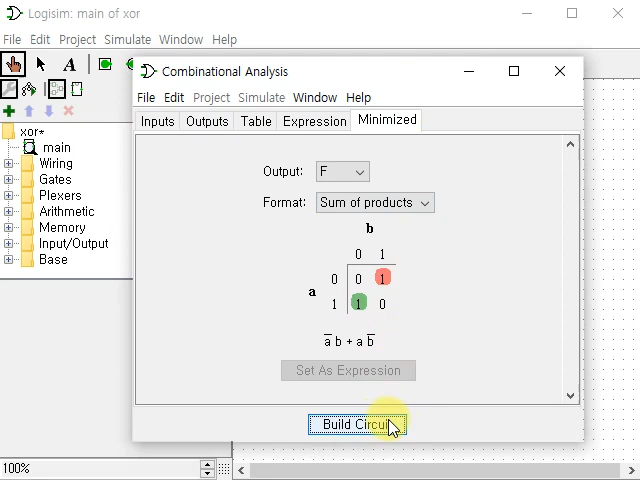 Logisim: main of xor
File Edit Project Simulate Window Help
A
xor*
main
Wiring
Gates
Plexers
Arithmetic
Memory
Input/Output
Base
100%
Combinational Analysis
File Edit Project Simulate Window Help
Inputs Outputs Table Expression Minimized
Output: F
Format: Sum of products
b
0 1
0 0 1
a
1 1 0
a̅ b + a b̅
Set As Expression
Build Circuit